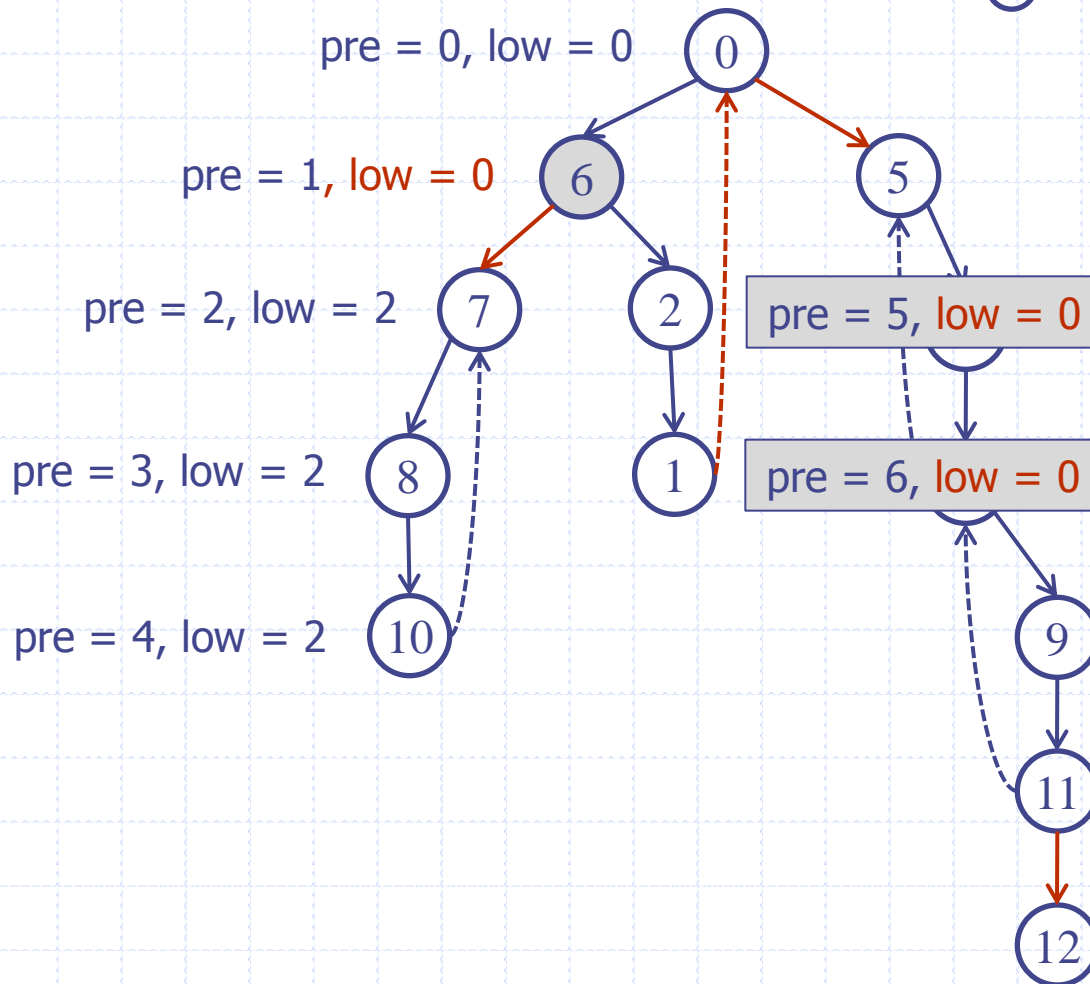 pre = 0, low = 0
0
pre = 1, low = 0
6
5
pre = 2, low = 2
7
2
pre = 5, low = 0
pre = 3, low = 2
8
1
pre = 6, low = 0
pre = 4, low = 2
10
9
11
12